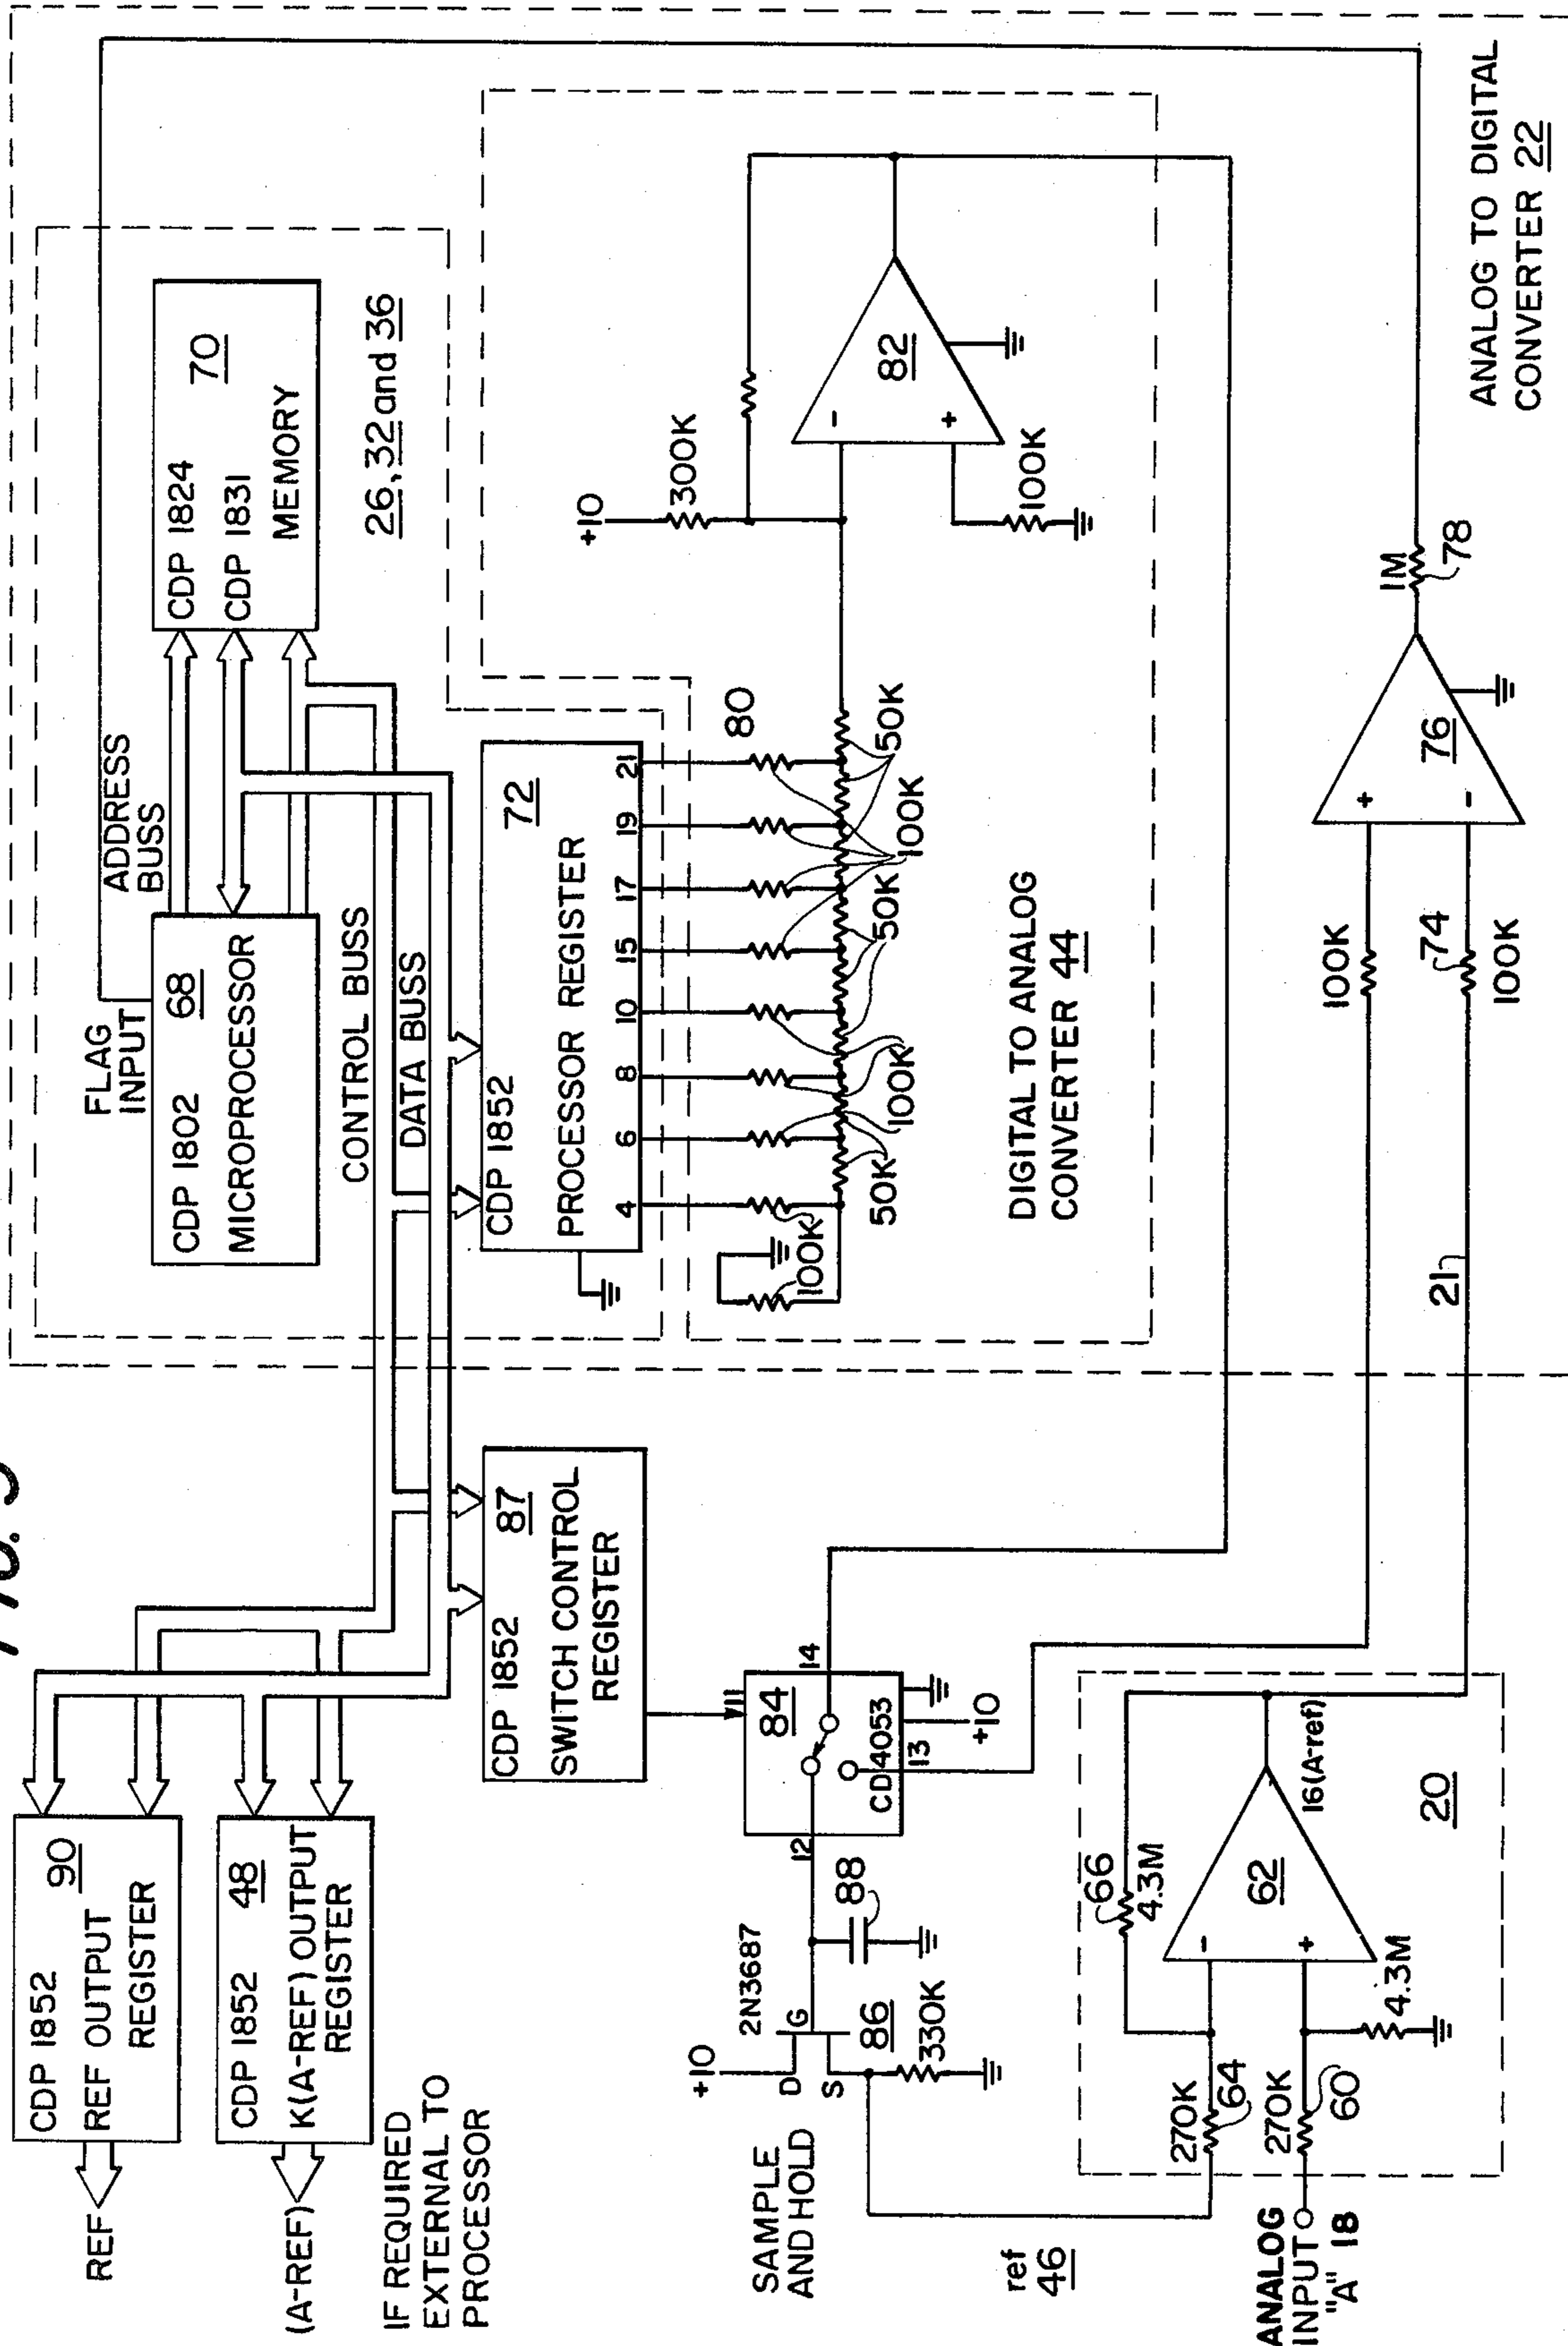 FIG. 5
REF
CDP 1852 90
REF OUTPUT
REGISTER
(A-REF)
CDP 1852 48
K(A-REF) OUTPUT
REGISTER
IF REQUIRED
EXTERNAL TO
PROCESSOR
FLAG
INPUT
ADDRESS
BUSS
CDP 1802 68
MICROPROCESSOR
CDP 1824 70
CDP 1831
MEMORY
CONTROL BUSS
DATA BUSS
26, 32 and 36
CDP 1852 87
SWITCH CONTROL
REGISTER
CDP 1852 72
PROCESSOR REGISTER
4 6 8 10 15 17 19 21
80
100K
100K
50K
100K
50K
100K
50K
+10
300K
-
+
82
100K
DIGITAL TO ANALOG
CONVERTER 44
SAMPLE
AND HOLD
+10
D
S
G
2N3687
86
330K
88
12
11
84
14
CD4053
13
+10
ref
46
ANALOG
INPUT
"A" 18
270K
64
270K
60
66
4.3M
-
+
62
4.3M
16(A-ref)
20
21
100K
74
100K
+
-
76
1M
78
ANALOG TO DIGITAL
CONVERTER 22